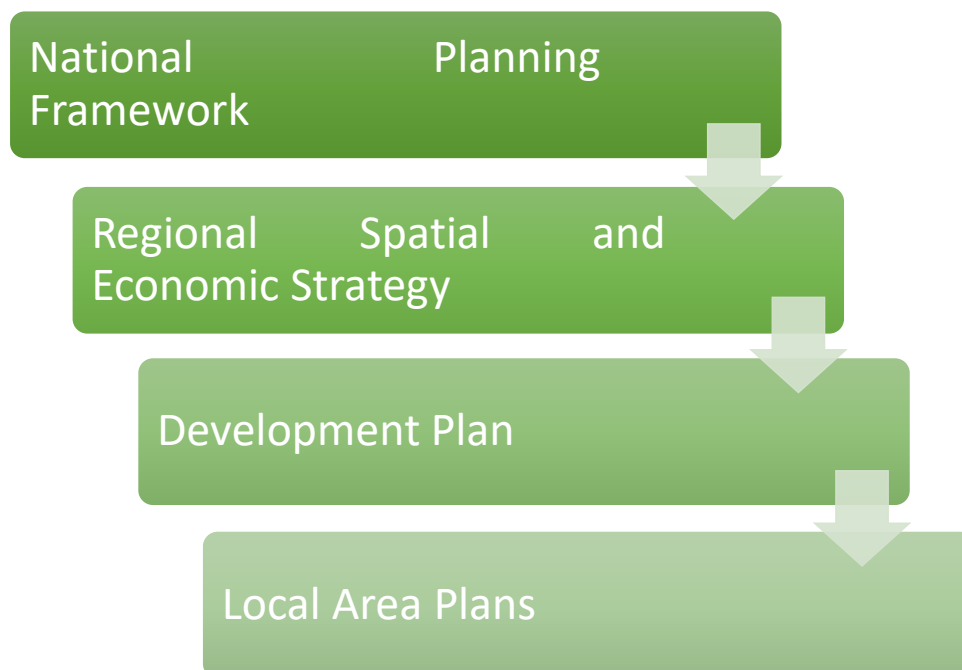 National Planning
Framework
Regional Spatial and
Economic Strategy
Development Plan
Local Area Plans